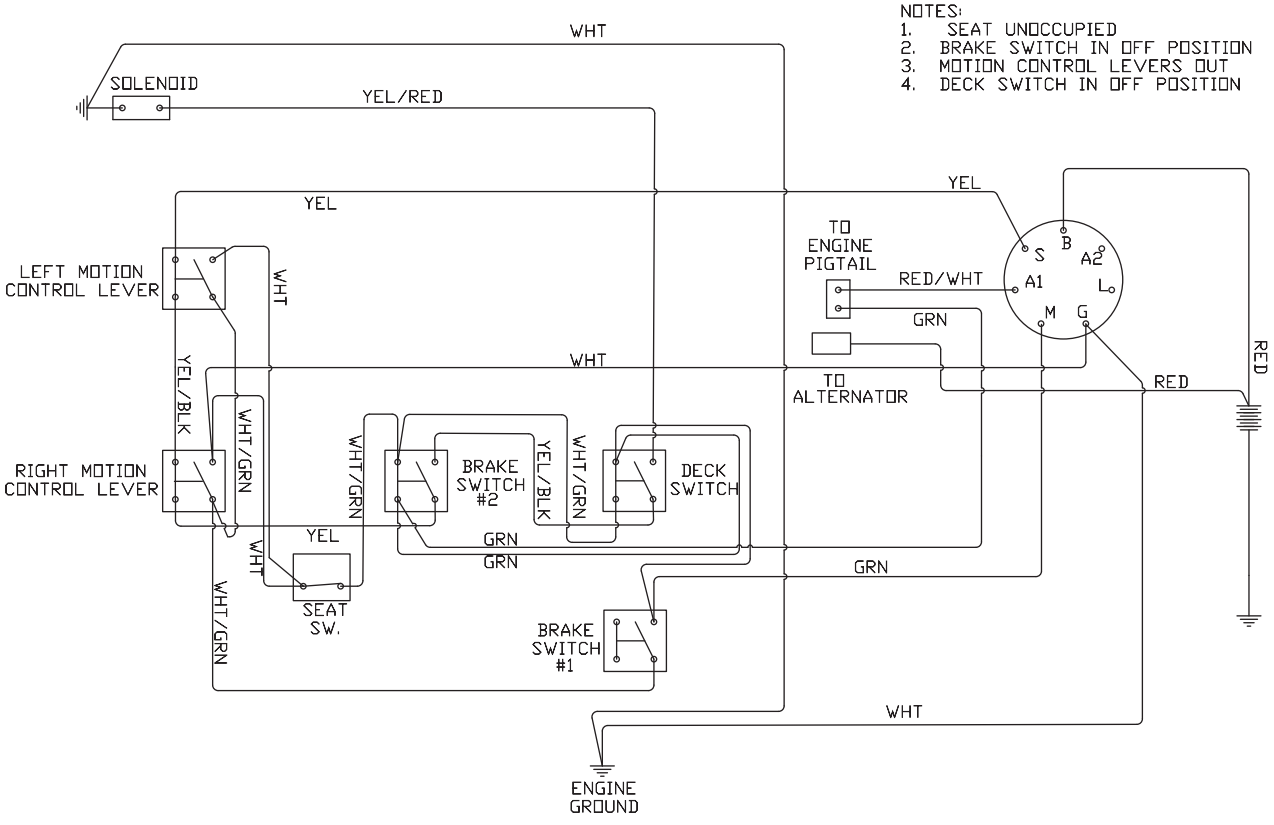 NOTES:
1. SEAT UNOCCUPIED
2. BRAKE SWITCH IN OFF POSITION
3. MOTION CONTROL LEVERS OUT
4. DECK SWITCH IN OFF POSITION
WHT
SOLENOID
YEL/RED
YEL
YEL
TO
ENGINE
PIGTAIL
B
S
A2
A1
L
M
G
LEFT MOTION
CONTROL LEVER
WHT
RED/WHT
GRN
WHT
TO
ALTERNATOR
RED
RED
YEL/BLK
WHT/GRN
RIGHT MOTION
CONTROL LEVER
WHT/GRN
BRAKE
SWITCH
#2
YEL/BLK
WHT/GRN
DECK
SWITCH
YEL
WHT
GRN
GRN
GRN
WHT/GRN
SEAT
SW.
BRAKE
SWITCH
#1
WHT
ENGINE
GROUND